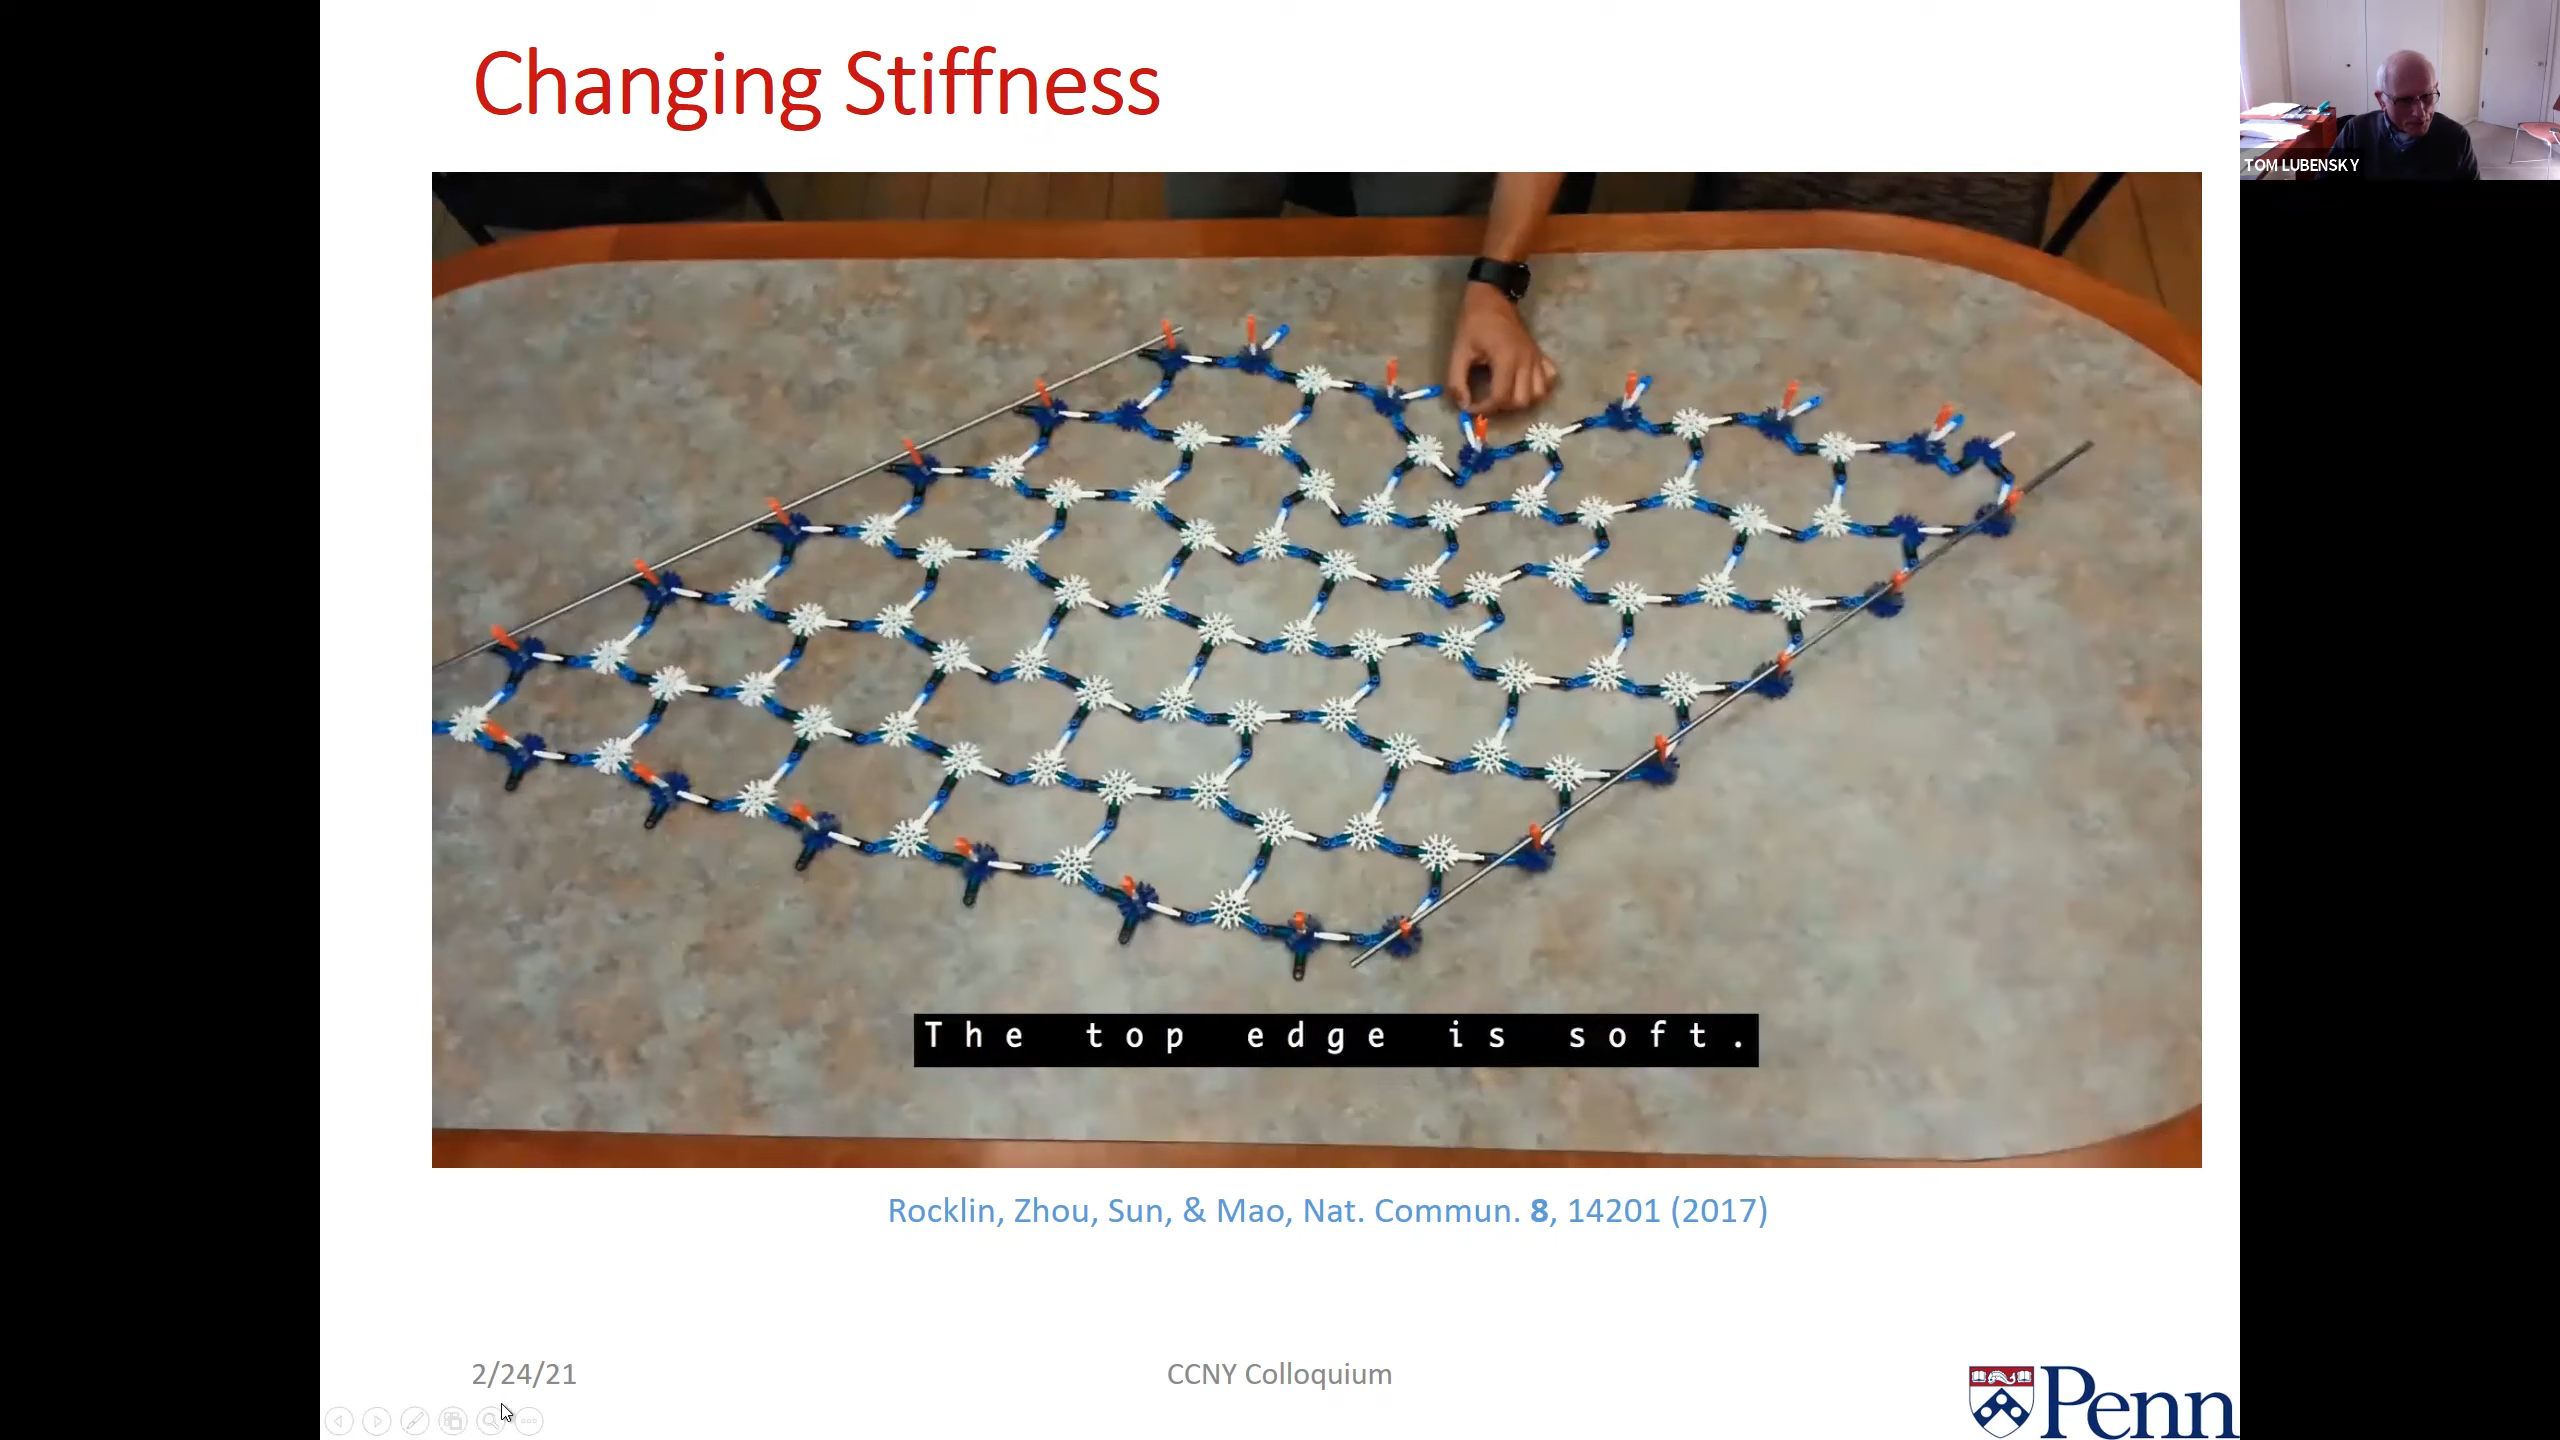 Changing Stiffness
TOM LUBENSKY
The top edge is soft.
Rocklin, Zhou, Sun, & Mao, Nat. Commun. 8, 14201 (2017)
2/24/21
CCNY Colloquium
Penn